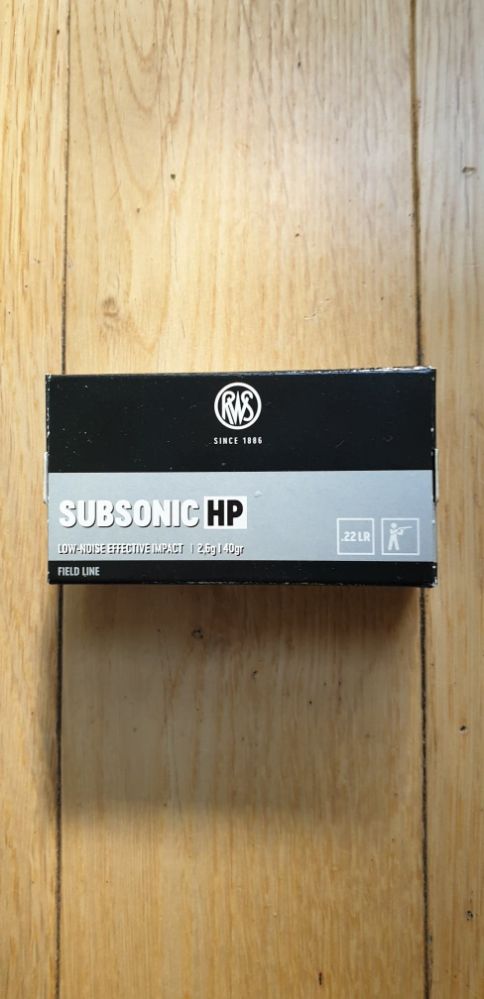 RWS
SINCE 1886
SUBSONIC HP
LOW-NOISE EFFECTIVE IMPACT | 2,6g | 40gr
.22 LR
FIELD LINE